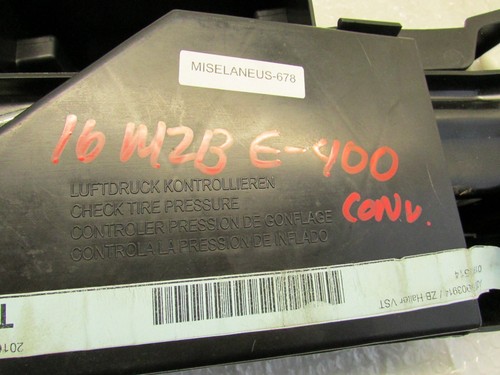 MISELANEUS-678
16 MZB E-400
CONV.
LUFTDRUCK KONTROLLIEREN
CHECK TIRE PRESSURE
CONTROLER PRESSION DE GONFLAGE
CONTROLA LA PRESSION DE INFLADO
/ ZB Halter VST